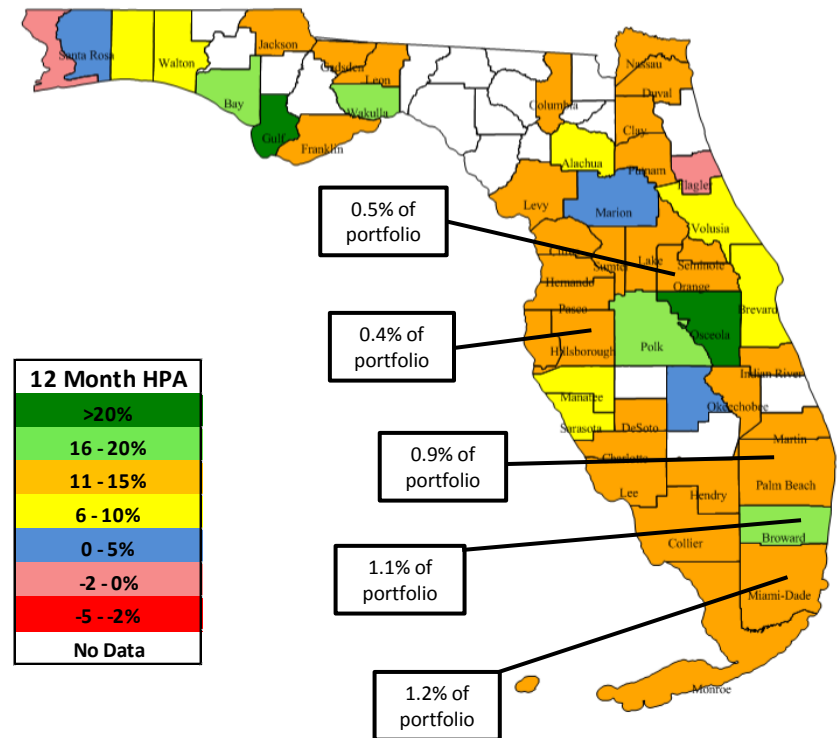 Jackson
Santa Rosa
Walton
Gadsden
Leon
Nassau
Duval
Bay
Wakulla
Columbia
Clay
Gulf
Franklin
Alachua
Putnam
Flagler
Levy
Marion
0.5% of
portfolio
Volusia
Lake
Sumter
Seminole
Orange
Hernando
Pasco
Brevard
0.4% of
portfolio
Osceola
Polk
Hillsborough
12 Month HPA
>20%
16 - 20%
11 - 15%
6 - 10%
0 - 5%
-2 - 0%
-5 - -2%
No Data
Indian River
Manatee
Okeechobee
Sarasota
DeSoto
Martin
0.9% of
portfolio
Charlotte
Palm Beach
Lee
Hendry
Broward
Collier
1.1% of
portfolio
Miami-Dade
1.2% of
portfolio
Monroe